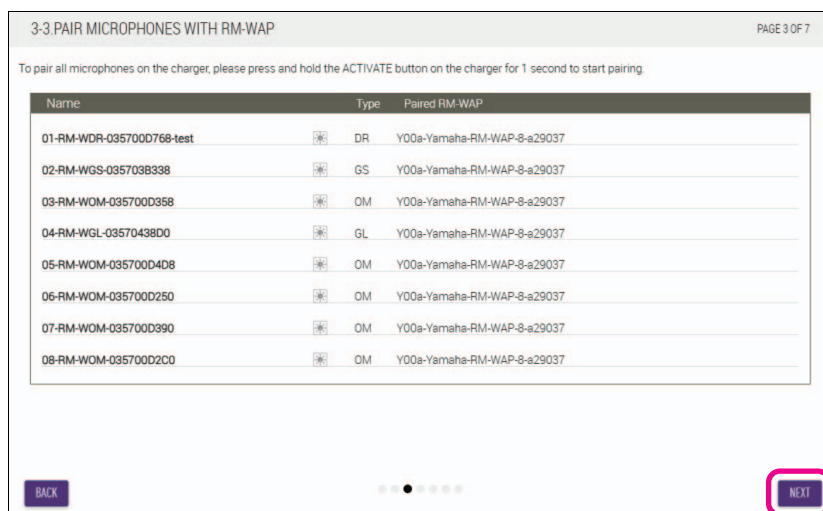 3-3.PAIR MICROPHONES WITH RM-WAP PAGE 3 OF 7
To pair all microphones on the charger, please press and hold the ACTIVATE button on the charger for 1 second to start pairing.
Name Type Paired RM-WAP
01-RM-WDR-035700D768-test DR Y00a-Yamaha-RM-WAP-8-a29037
02-RM-WGS-035703B338 GS Y00a-Yamaha-RM-WAP-8-a29037
03-RM-WOM-035700D358 OM Y00a-Yamaha-RM-WAP-8-a29037
04-RM-WGL-03570438D0 GL Y00a-Yamaha-RM-WAP-8-a29037
05-RM-WOM-035700D4D8 OM Y00a-Yamaha-RM-WAP-8-a29037
06-RM-WOM-035700D250 OM Y00a-Yamaha-RM-WAP-8-a29037
07-RM-WOM-035700D390 OM Y00a-Yamaha-RM-WAP-8-a29037
08-RM-WOM-035700D2C0 OM Y00a-Yamaha-RM-WAP-8-a29037
BACK NEXT